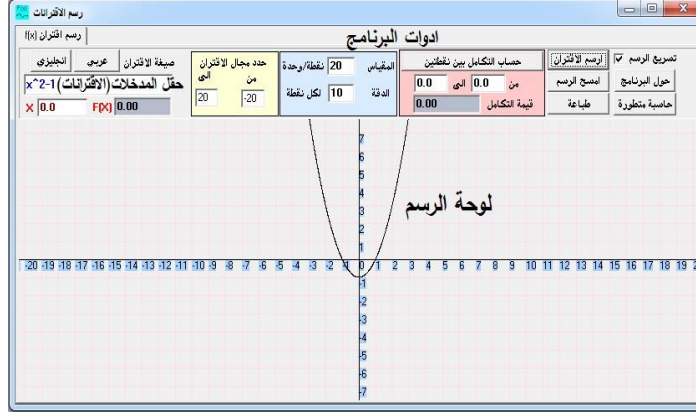 رسم الاقترانات
رسم اقتران f(x)
ادوات البرنامج
تسريع الرسم
ارسم الاقتران
حساب التكامل بين نقطتين
المقياس 20 نقطة/وحدة
حدد مجال الاقتران
صيغة الاقتران عربي انجليزي
من الى
حول البرنامج
امسح الرسم
من 0.0 الى 0.0
الدقة 10 لكل نقطة
-20 20
حقل المدخلات(الاقترانات) x^2-1
حاسبة متطورة
طباعة
قيمة التكامل 0.00
X 0.0 F(X) 0.00
7
6
5
4
3
لوحة الرسم
2
1
-20 -19 -18 -17 -16 -15 -14 -13 -12 -11 -10 -9 -8 -7 -6 -5 -4 -3 -2 -1 0 1 2 3 4 5 6 7 8 9 10 11 12 13 14 15 16 17 18 19 2
-1
-2
-3
-4
-5
-6
-7